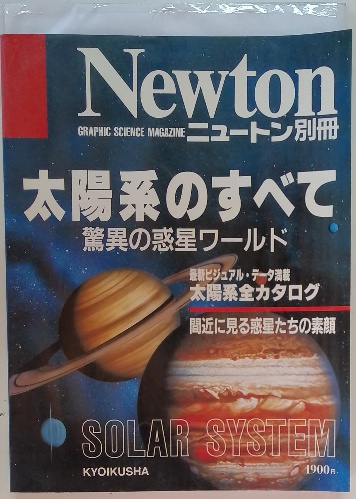 Newton
GRAPHIC SCIENCE MAGAZINE ニュートン別冊
太陽系のすべて
驚異の惑星ワールド
最新ビジュアル・データ満載
太陽系全カタログ
間近に見る惑星たちの素顔
SOLAR SYSTEM
KYOIKUSHA
1900円